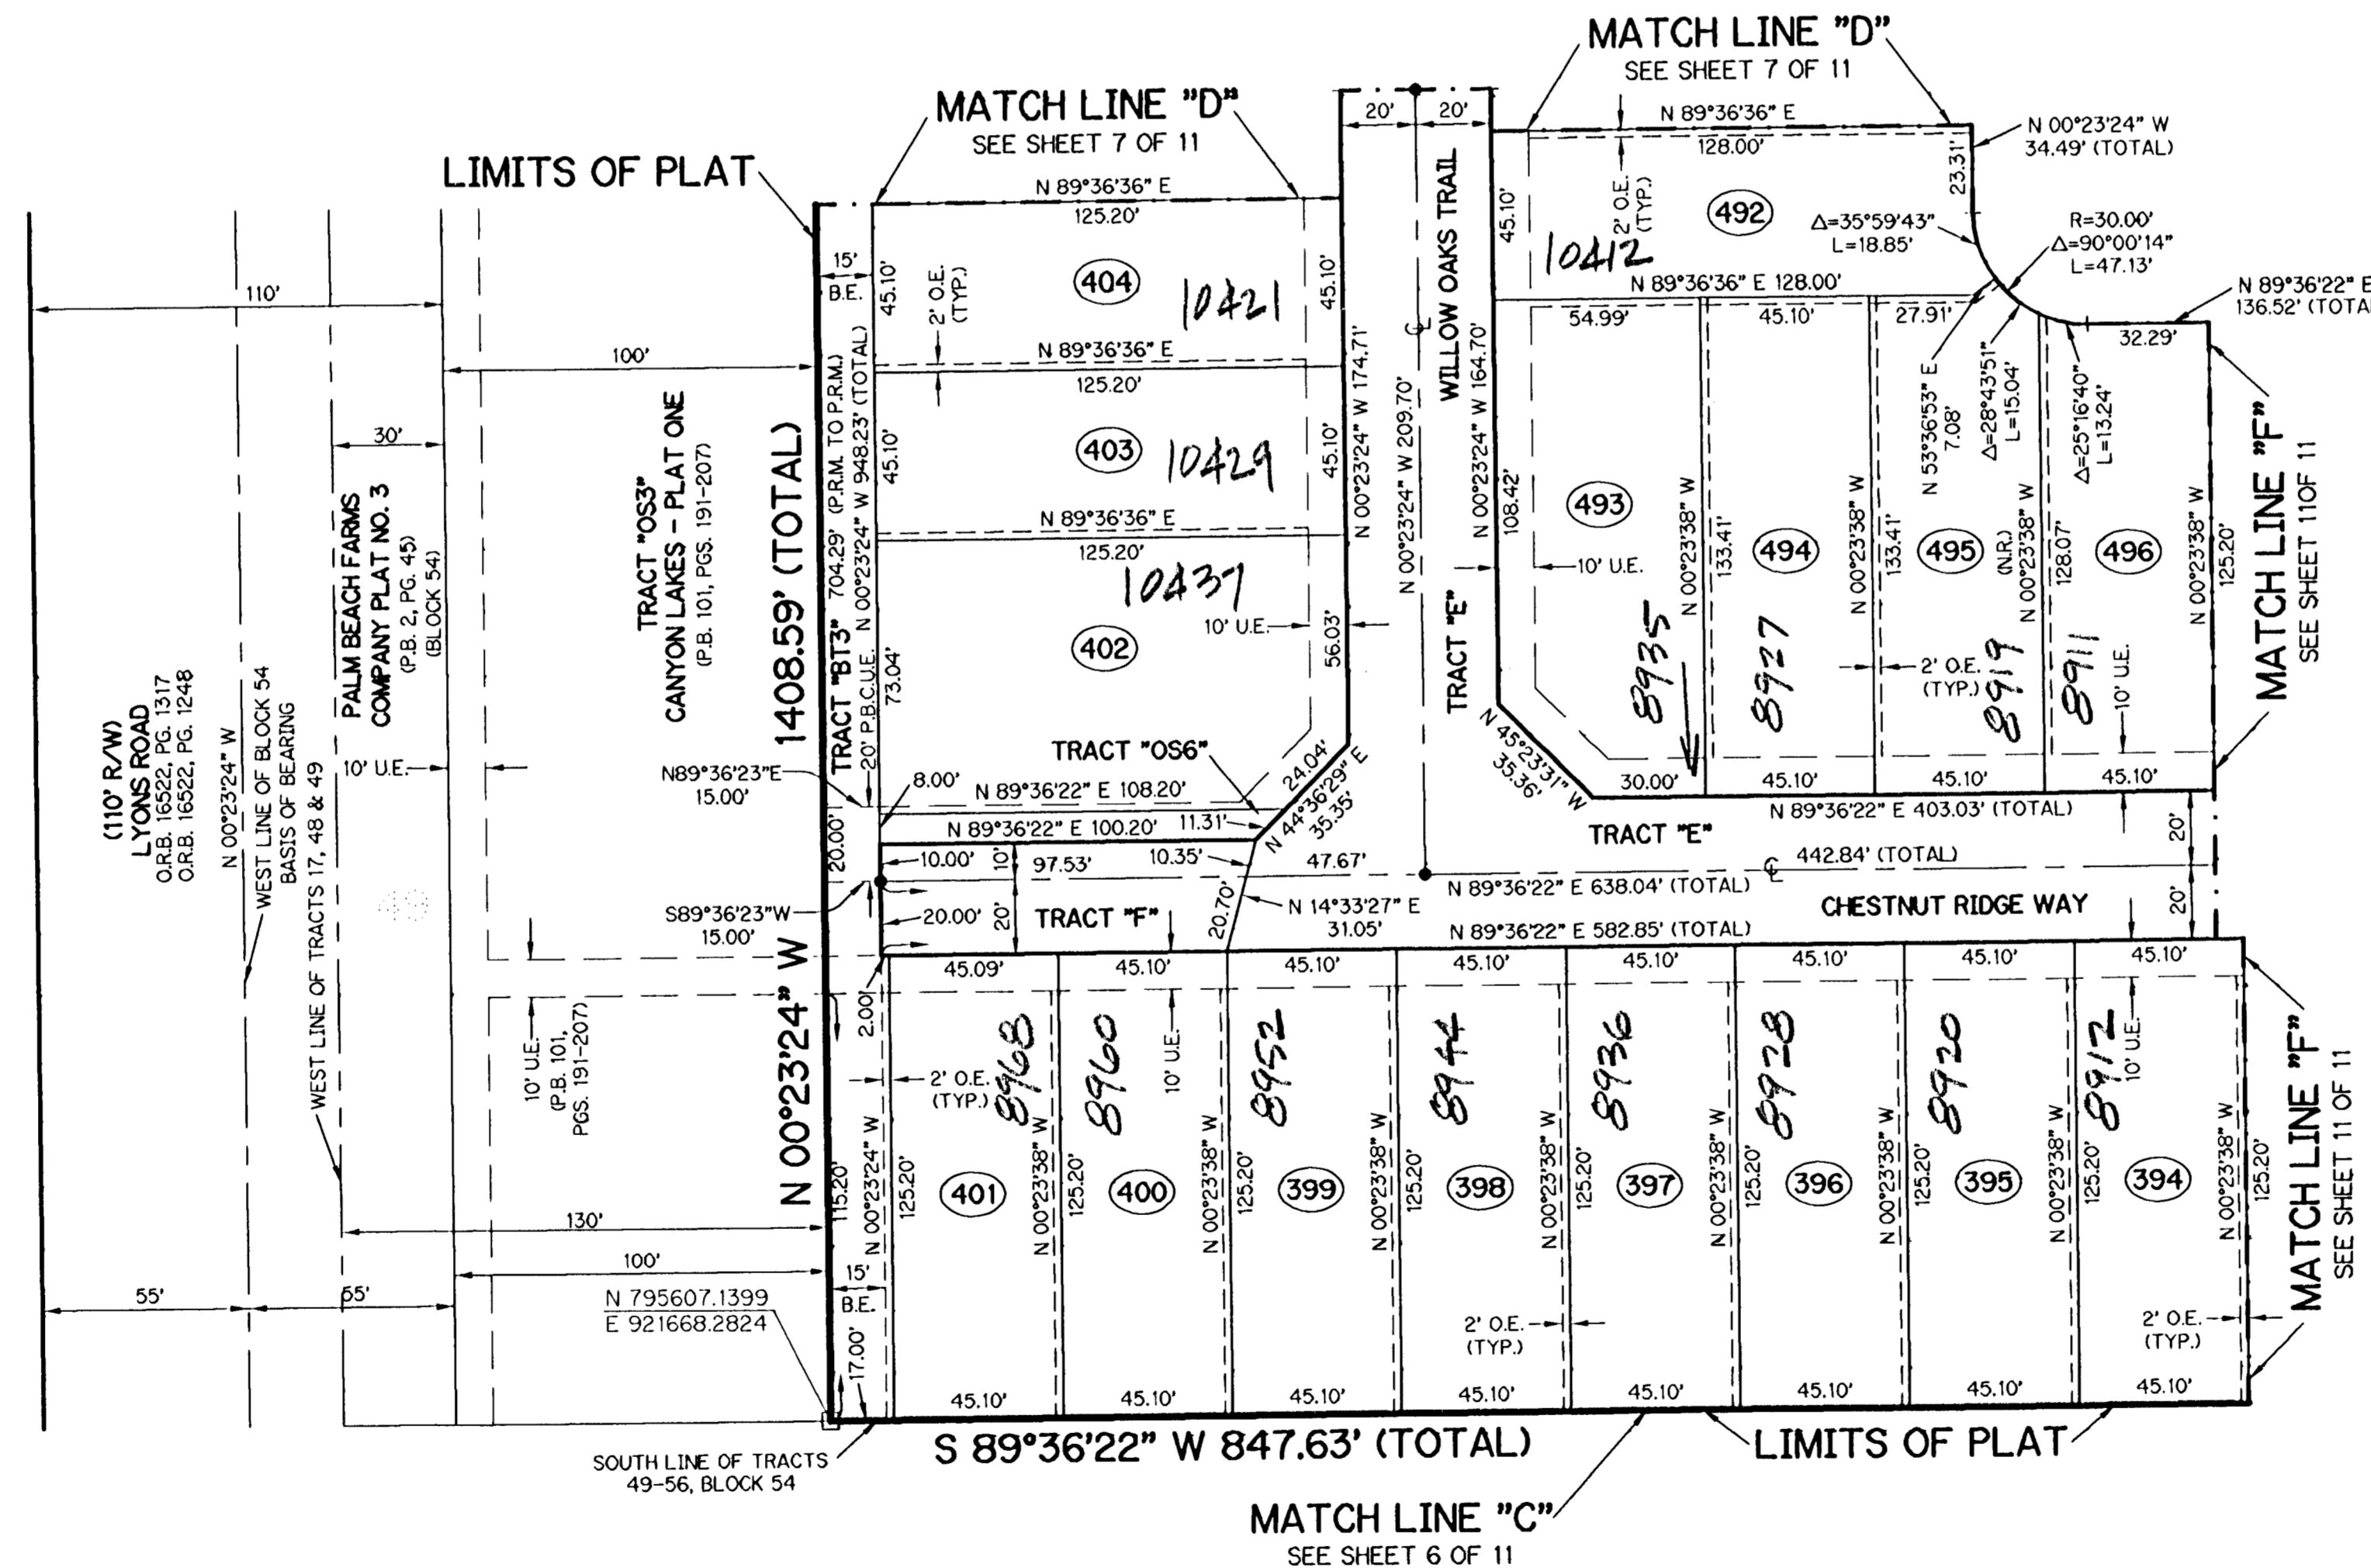 MATCH LINE "D"
SEE SHEET 7 OF 11
MATCH LINE "D"
SEE SHEET 7 OF 11
LIMITS OF PLAT
20'
20'
N 89°36'36" E
128.00'
N 00°23'24" W
34.49' (TOTAL)
23.31'
N 89°36'36" E
125.20'
15'
B.E.
45.10'
2' O.E.
(TYP.)
404
10421
45.10'
WILLOW OAKS TRAIL
45.10'
2' O.E.
(TYP.)
492
10412
Δ=35°59'43"
L=18.85'
R=30.00'
Δ=90°00'14"
L=47.13'
N 89°36'36" E 128.00'
54.99'
45.10'
27.91'
N 89°36'22" E
136.52' (TOTAL)
32.29'
110'
100'
30'
N 89°36'36" E
125.20'
45.10'
403
10429
45.10'
N 89°36'36" E
125.20'
10437
402
73.04'
10' U.E.
56.03'
N 00°23'24" W 174.71'
N 00°23'24" W 209.70'
N 00°23'24" W 164.70'
108.42'
TRACT "E"
493
10' U.E.
8935
N 00°23'38" W
133.41'
494
8927
N 00°23'38" W
133.41'
495
2' O.E.
(TYP.)
8919
N 53°36'53" E
7.08'
Δ=28°43'51"
L=15.04'
(N.R.)
N 00°23'38" W
128.07'
Δ=25°16'40"
L=13.24'
496
8911
10' U.E.
N 00°23'38" W
125.20'
MATCH LINE "F"
SEE SHEET 11OF 11
(110' R/W)
LYONS ROAD
O.R.B. 16522, PG. 1317
O.R.B. 16522, PG. 1248
N 00°23'24" W
WEST LINE OF BLOCK 54
BASIS OF BEARING
WEST LINE OF TRACTS 17, 48 & 49
PALM BEACH FARMS
COMPANY PLAT NO. 3
(P.B. 2, PG. 45)
(BLOCK 54)
10' U.E.
TRACT "OS3"
CANYON LAKES - PLAT ONE
(P.B. 101, PGS. 191-207)
N 00°23'24" W 1408.59' (TOTAL)
TRACT "BT3" 704.29' (P.R.M. TO P.R.M.)
20' P.B.C.U.E. N 00°23'24" W 948.23' (TOTAL)
TRACT "OS6"
N89°36'23"E
15.00'
8.00'
N 89°36'22" E 108.20'
24.04'
N 44°36'29" E
35.35'
N 89°36'22" E 100.20'
11.31'
N 45°23'31" W
35.36'
30.00'
45.10'
45.10'
45.10'
N 89°36'22" E 403.03' (TOTAL)
TRACT "E"
20'
20.00'
10.00'
10'
97.53'
10.35'
47.67'
442.84' (TOTAL)
N 89°36'22" E 638.04' (TOTAL)
CHESTNUT RIDGE WAY
20'
S89°36'23"W
15.00'
20.00'
20'
TRACT "F"
20.70'
N 14°33'27" E
31.05'
N 89°36'22" E 582.85' (TOTAL)
49
45.09'
45.10'
45.10'
45.10'
45.10'
45.10'
45.10'
45.10'
2.00'
10' U.E.
(P.B. 101,
PGS. 191-207)
2' O.E.
(TYP.)
10' U.E.
10' U.E.
8968
8960
8952
8944
8936
8928
8920
8912
115.20'
N 00°23'24" W
125.20'
N 00°23'38" W
125.20'
N 00°23'38" W
125.20'
N 00°23'38" W
125.20'
N 00°23'38" W
125.20'
N 00°23'38" W
125.20'
N 00°23'38" W
125.20'
N 00°23'38" W
125.20'
N 00°23'38" W
125.20'
401
400
399
398
397
396
395
394
MATCH LINE "F"
SEE SHEET 11 OF 11
130'
100'
15'
B.E.
55'
55'
N 795607.1399
E 921668.2824
17.00'
2' O.E.
(TYP.)
2' O.E.
(TYP.)
45.10'
45.10'
45.10'
45.10'
45.10'
45.10'
45.10'
45.10'
SOUTH LINE OF TRACTS
49-56, BLOCK 54
S 89°36'22" W 847.63' (TOTAL)
LIMITS OF PLAT
MATCH LINE "C"
SEE SHEET 6 OF 11